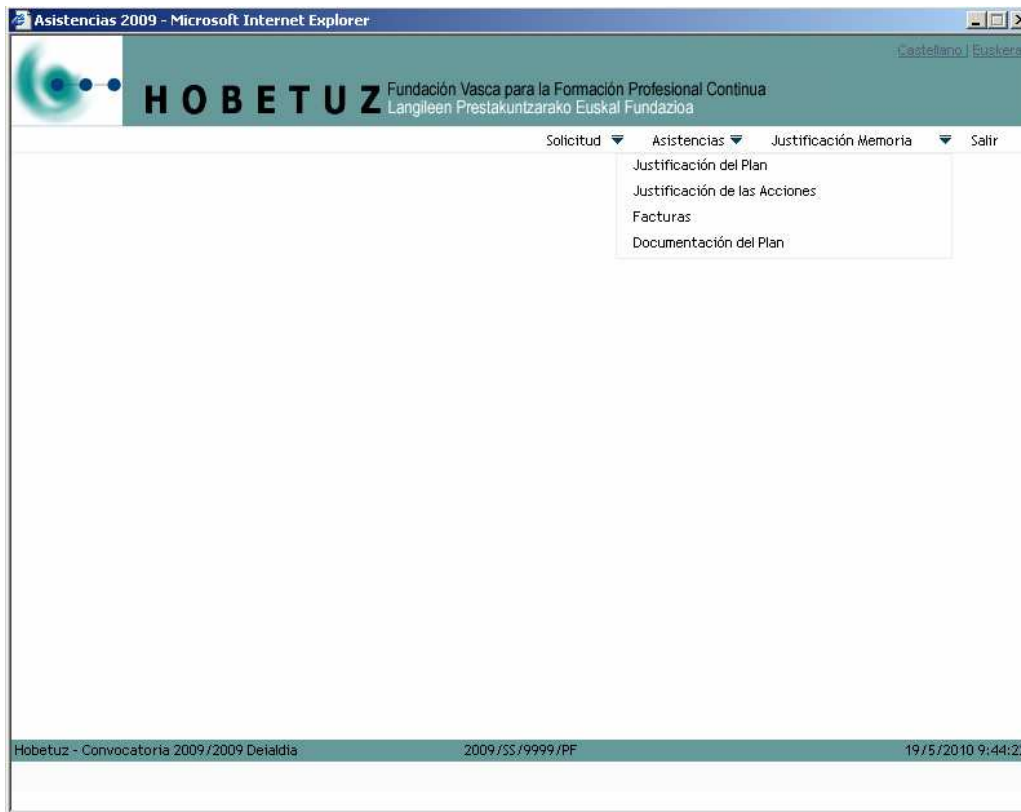 Asistencias 2009 - Microsoft Internet Explorer
Castellano | Euskera
HOBETUZ Fundación Vasca para la Formación Profesional Continua
Langileen Prestakuntzarako Euskal Fundazioa
Solicitud Asistencias Justificación Memoria Salir
Justificación del Plan
Justificación de las Acciones
Facturas
Documentación del Plan
Hobetuz - Convocatoria 2009/2009 Deialdia 2009/SS/9999/PF 19/5/2010 9:44:2